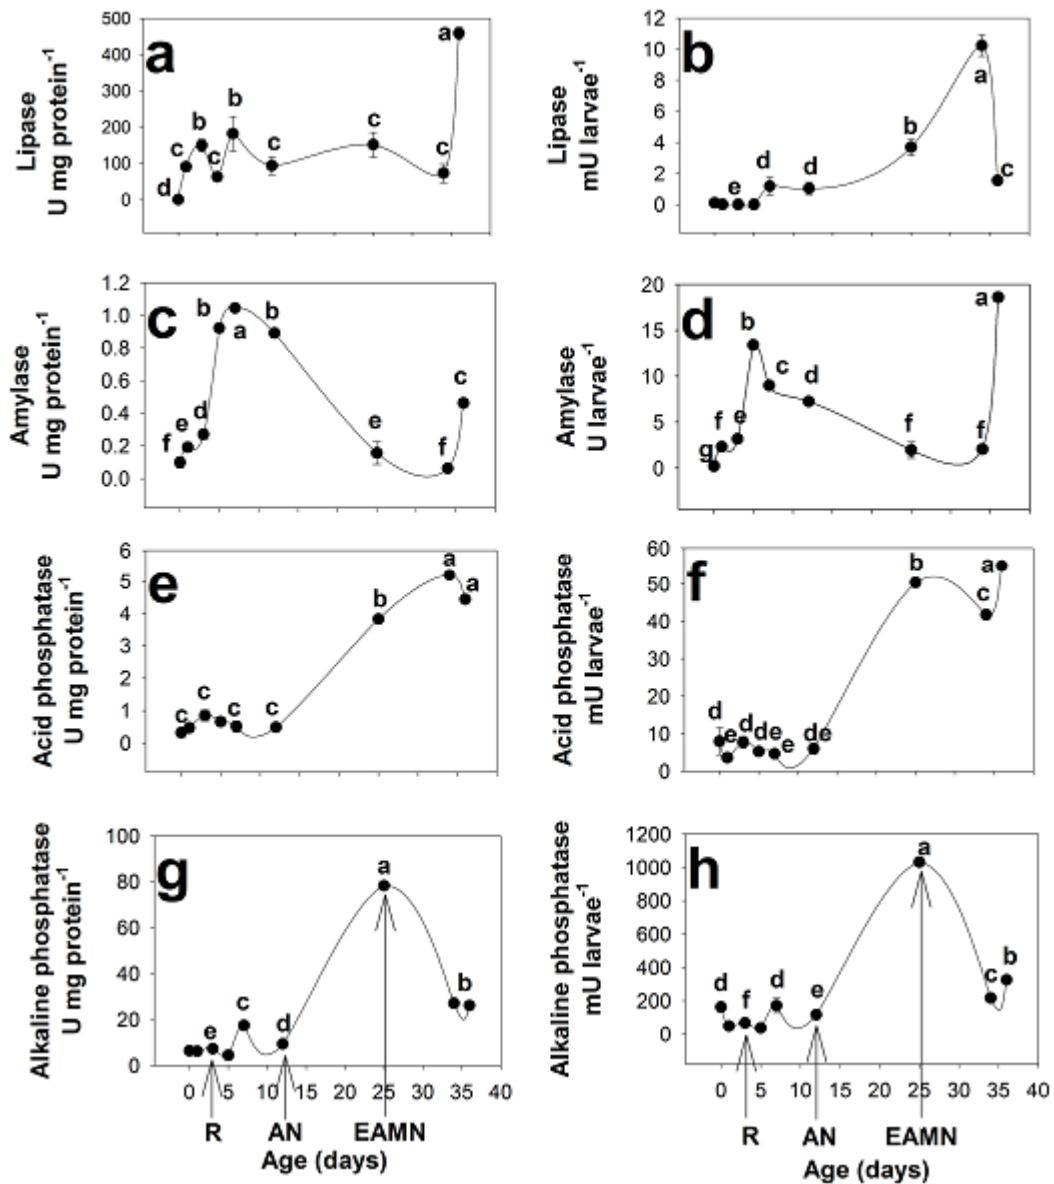 a
Lipase
U mg protein-1
500
400
300
200
100
0
d
c
b
c
b
c
c
c
a
b
Lipase
mU larvae-1
12
10
8
6
4
2
0
e
d
d
b
a
c
c
Amylase
U mg protein-1
1.2
1.0
0.8
0.6
0.4
0.2
0.0
f
e
d
b
a
b
e
f
c
d
Amylase
U larvae-1
20
15
10
5
0
g
f
e
b
c
d
f
f
a
e
Acid phosphatase
U mg protein-1
6
5
4
3
2
1
0
c
c
c
c
b
a
a
f
Acid phosphatase
mU larvae-1
60
50
40
30
20
10
0
d
e
d
de
e
de
b
c
a
g
Alkaline phosphatase
U mg protein-1
100
80
60
40
20
0
e
c
d
a
b
0 5 10 15 20 25 30 35 40
R AN EAMN
Age (days)
h
Alkaline phosphatase
mU larvae-1
1200
1000
800
600
400
200
0
d
f
d
e
a
c
b
0 5 10 15 20 25 30 35 40
R AN EAMN
Age (days)